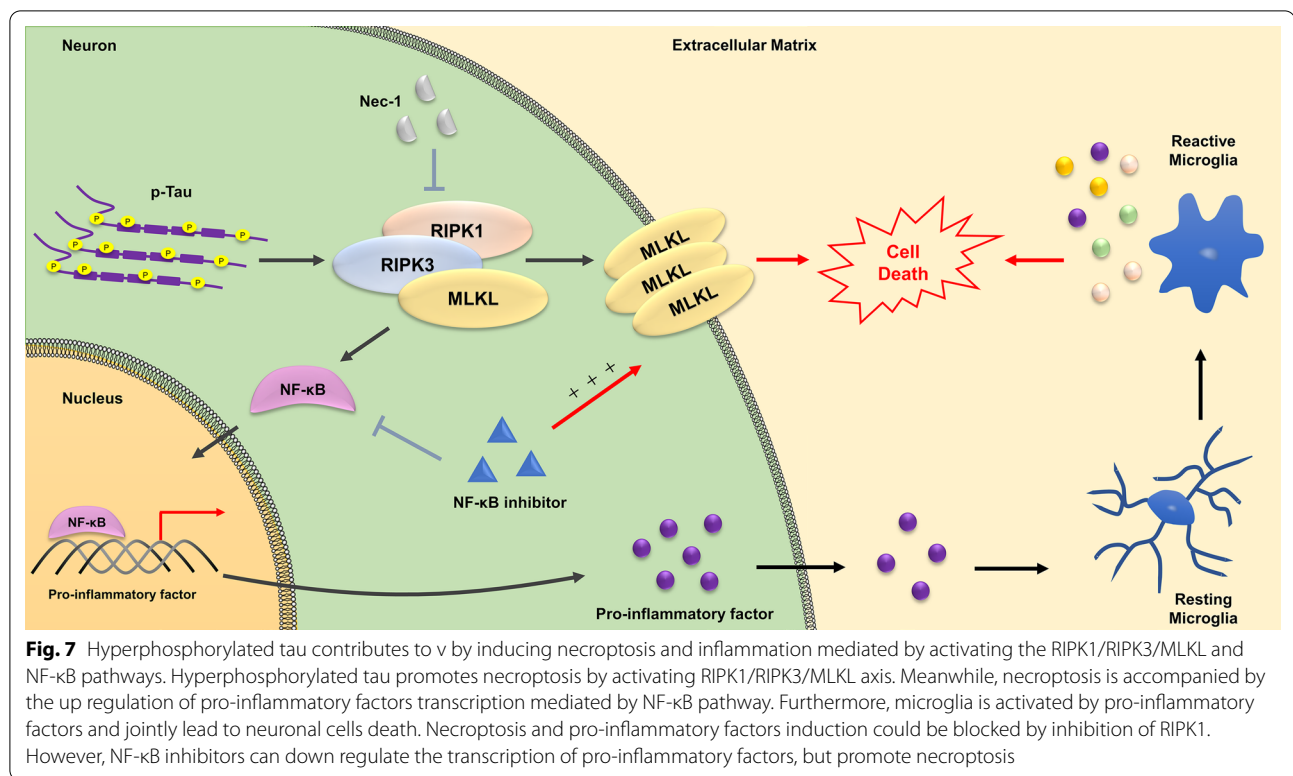 Neuron
Extracellular Matrix
Nec-1
Reactive
Microglia
p-Tau
P P P P
P P P P
P P P P
RIPK1
RIPK3
MLKL
MLKL
MLKL
MLKL
Cell
Death
NF-κB
Nucleus
+ + +
NF-κB inhibitor
NF-κB
Pro-inflammatory factor
Pro-inflammatory factor
Resting
Microglia
Fig. 7 Hyperphosphorylated tau contributes to v by inducing necroptosis and inflammation mediated by activating the RIPK1/RIPK3/MLKL and
NF-κB pathways. Hyperphosphorylated tau promotes necroptosis by activating RIPK1/RIPK3/MLKL axis. Meanwhile, necroptosis is accompanied by
the up regulation of pro-inflammatory factors transcription mediated by NF-κB pathway. Furthermore, microglia is activated by pro-inflammatory
factors and jointly lead to neuronal cells death. Necroptosis and pro-inflammatory factors induction could be blocked by inhibition of RIPK1.
However, NF-κB inhibitors can down regulate the transcription of pro-inflammatory factors, but promote necroptosis